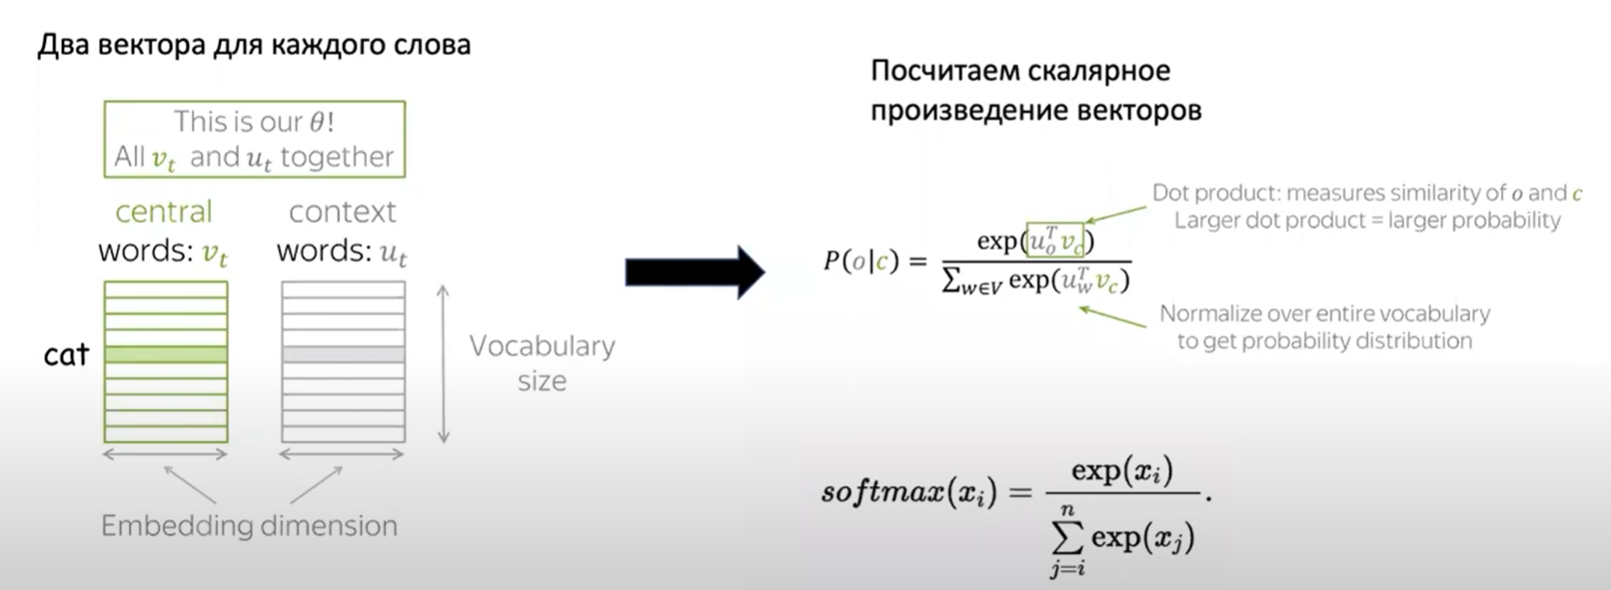 Два вектора для каждого слова
This is our θ!
All v_t and u_t together
central
words: v_t
context
words: u_t
cat
Vocabulary
size
Embedding dimension
Посчитаем скалярное
произведение векторов
Dot product: measures similarity of o and c
Larger dot product = larger probability
P(o|c) = exp(u_o^T v_c) / ∑_{w∈V} exp(u_w^T v_c)
Normalize over entire vocabulary
to get probability distribution
softmax(x_i) = exp(x_i) / ∑_{j=i}^{n} exp(x_j) .